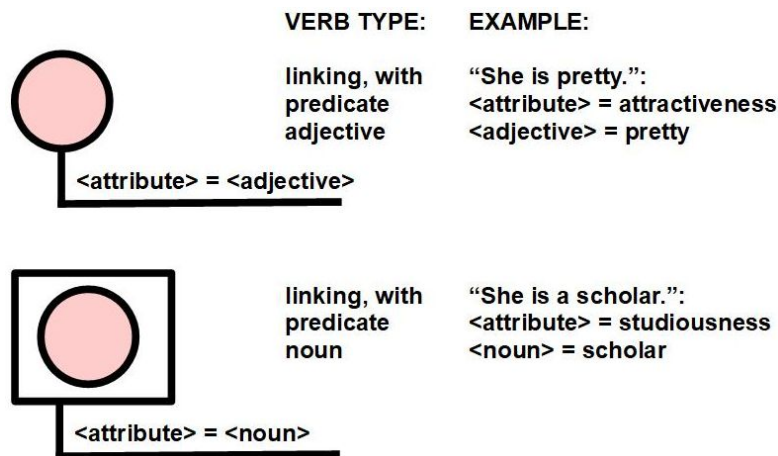 VERB TYPE: EXAMPLE:
linking, with “She is pretty.”:
predicate <attribute> = attractiveness
adjective <adjective> = pretty
<attribute> = <adjective>
linking, with “She is a scholar.”:
predicate <attribute> = studiousness
noun <noun> = scholar
<attribute> = <noun>